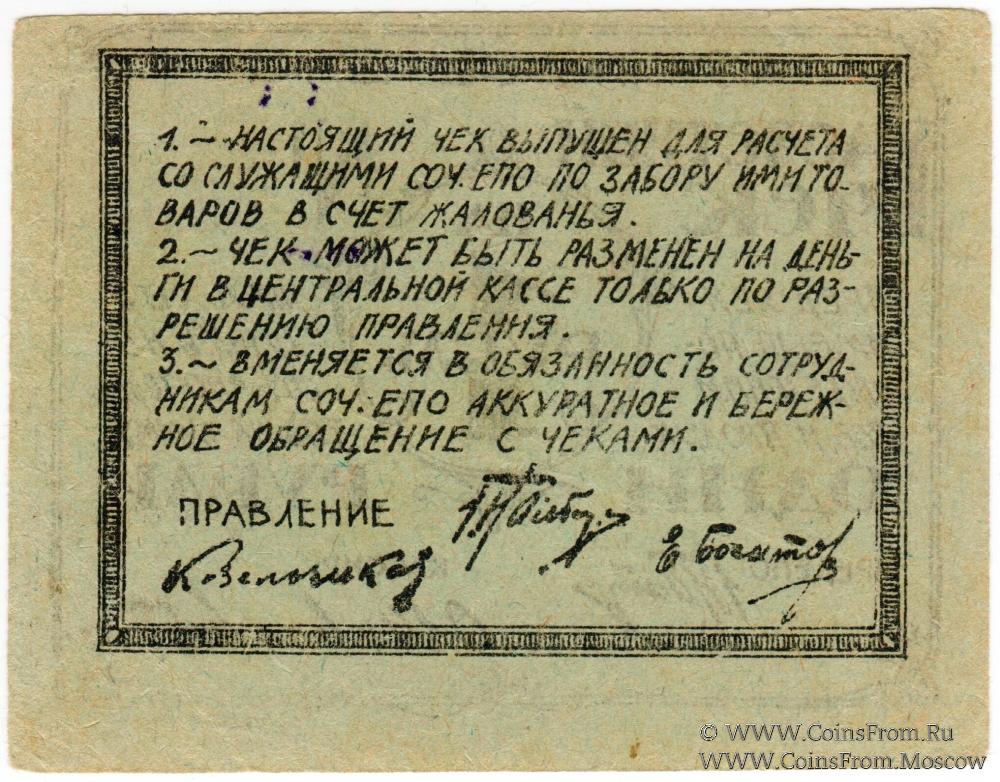 1. ~ НАСТОЯЩИЙ ЧЕК ВЫПУЩЕН ДЛЯ РАСЧЕТА
СО СЛУЖАЩИМИ СОЧ. ЕПО ПО ЗАБОРУ ИМИ ТО-
ВАРОВ В СЧЕТ ЖАЛОВАНЬЯ.
2. ~ ЧЕК МОЖЕТ БЫТЬ РАЗМЕНЕН НА ДЕНЬ-
ГИ В ЦЕНТРАЛЬНОЙ КАССЕ ТОЛЬКО ПО РАЗ-
РЕШЕНИЮ ПРАВЛЕНИЯ.
3. ~ ВМЕНЯЕТСЯ В ОБЯЗАННОСТЬ СОТРУД-
НИКАМ СОЧ. ЕПО АККУРАТНОЕ И БЕРЕЖ-
НОЕ ОБРАЩЕНИЕ С ЧЕКАМИ.
ПРАВЛЕНИЕ
Е Богатов
© WWW.CoinsFrom.Ru
WWW.CoinsFrom.Moscow